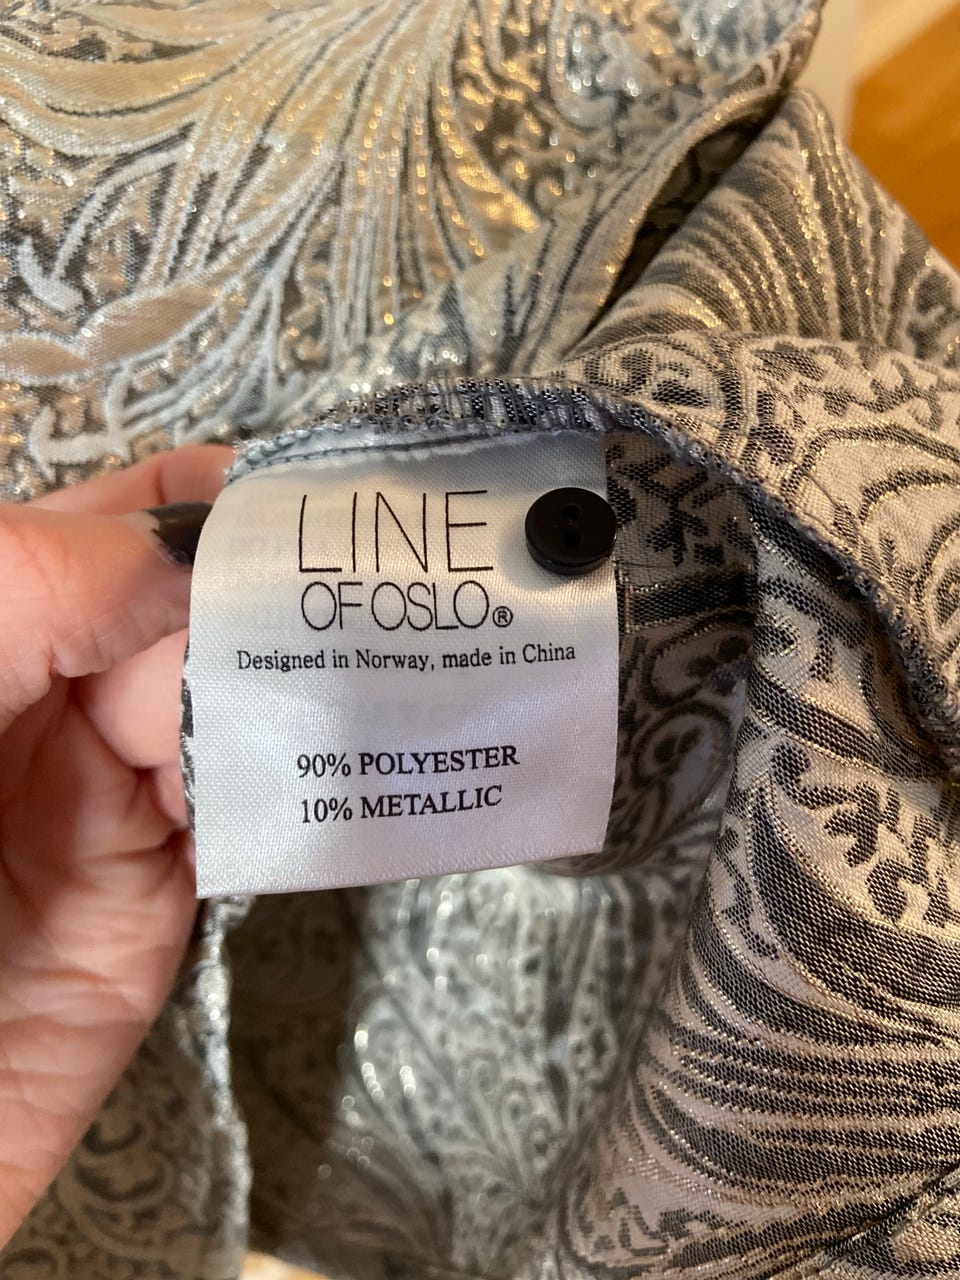 LINE
OF OSLO®
Designed in Norway, made in China
90% POLYESTER
10% METALLIC